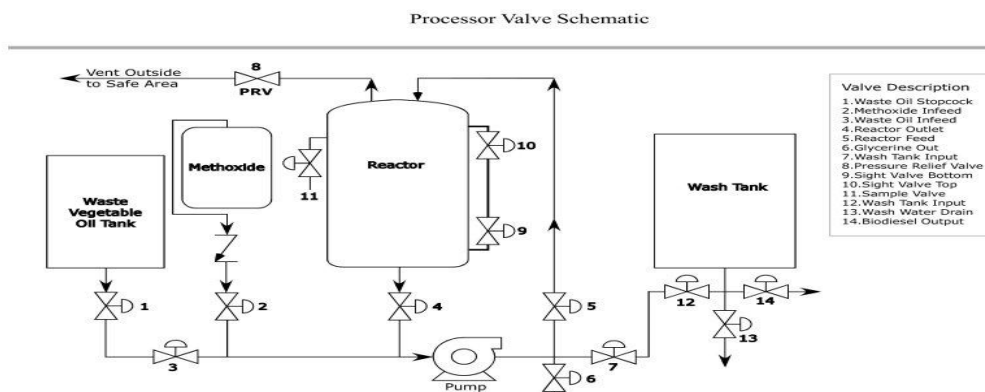 Processor Valve Schematic
Vent Outside
to Safe Area
8
PRV
Methoxide
Waste
Vegetable
Oil Tank
Reactor
11
10
9
Wash Tank
1
2
3
4
5
6
7
12
14
13
Pump
Valve Description
1.Waste Oil Stopcock
2.Methoxide Infeed
3.Waste Oil Infeed
4.Reactor Outlet
5.Reactor Feed
6.Glycerine Out
7.Wash Tank Input
8.Pressure Relief Valve
9.Sight Valve Bottom
10.Sight Valve Top
11.Sample Valve
12.Wash Tank Input
13.Wash Water Drain
14.Biodiesel Output